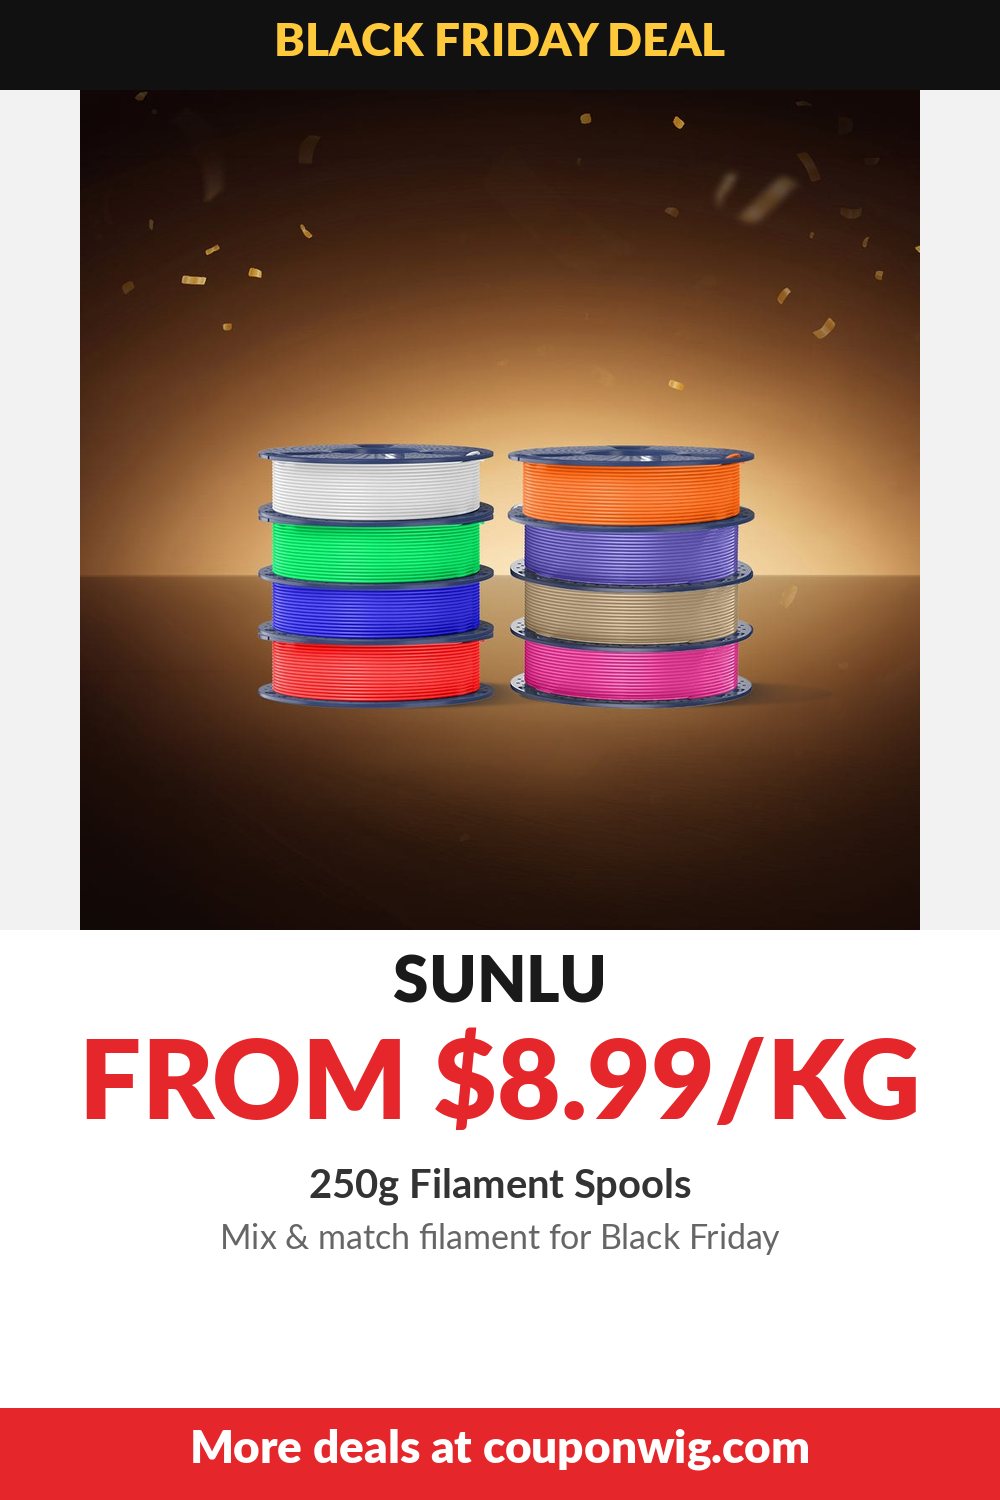 BLACK FRIDAY DEAL
SUNLU
FROM $8.99/KG
250g Filament Spools
Mix & match filament for Black Friday
More deals at couponwig.com